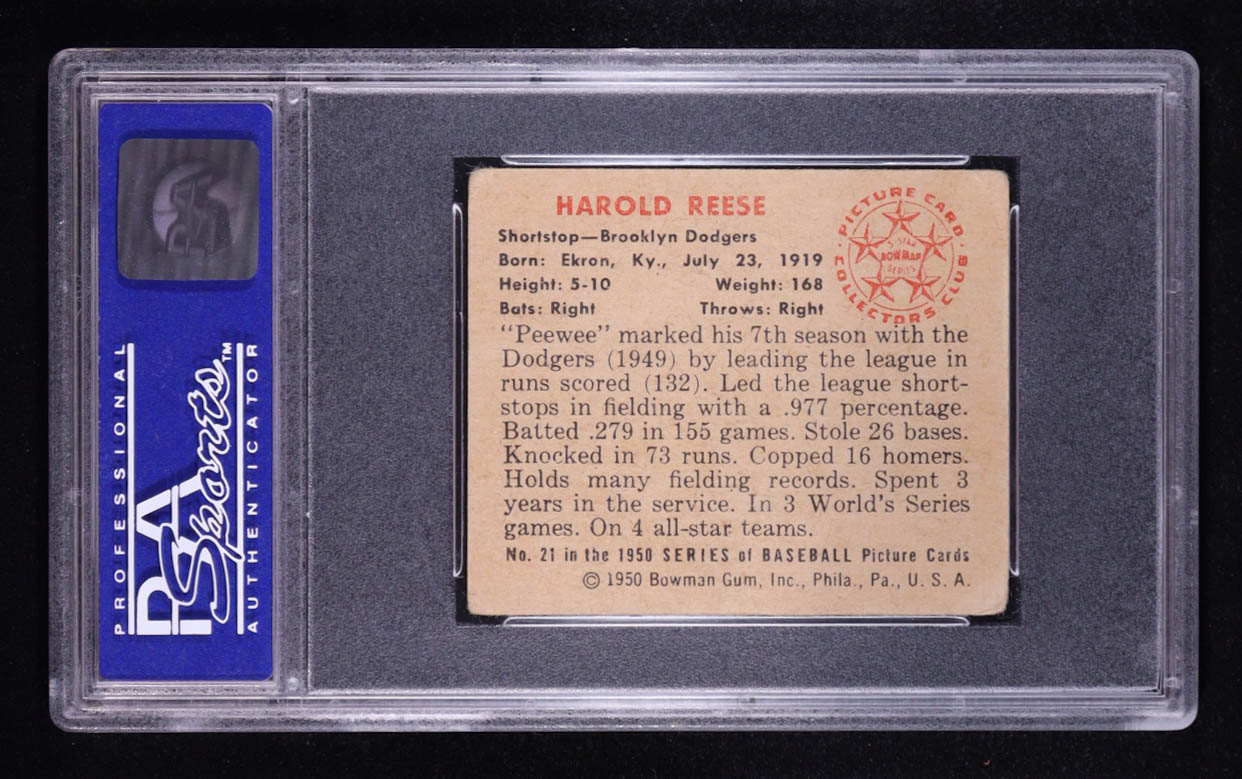 PROFESSIONAL
PSA
Sports™
AUTHENTICATOR
HAROLD REESE
Shortstop—Brooklyn Dodgers
Born: Ekron, Ky., July 23, 1919
Height: 5-10 Weight: 168
Bats: Right Throws: Right
PICTURE CARD
COLLECTORS CLUB
5-STAR
BOWMAN
SERIES
"Peewee" marked his 7th season with the
Dodgers (1949) by leading the league in
runs scored (132). Led the league short-
stops in fielding with a .977 percentage.
Batted .279 in 155 games. Stole 26 bases.
Knocked in 73 runs. Copped 16 homers.
Holds many fielding records. Spent 3
years in the service. In 3 World's Series
games. On 4 all-star teams.
No. 21 in the 1950 SERIES of BASEBALL Picture Cards
© 1950 Bowman Gum, Inc., Phila., Pa., U. S. A.